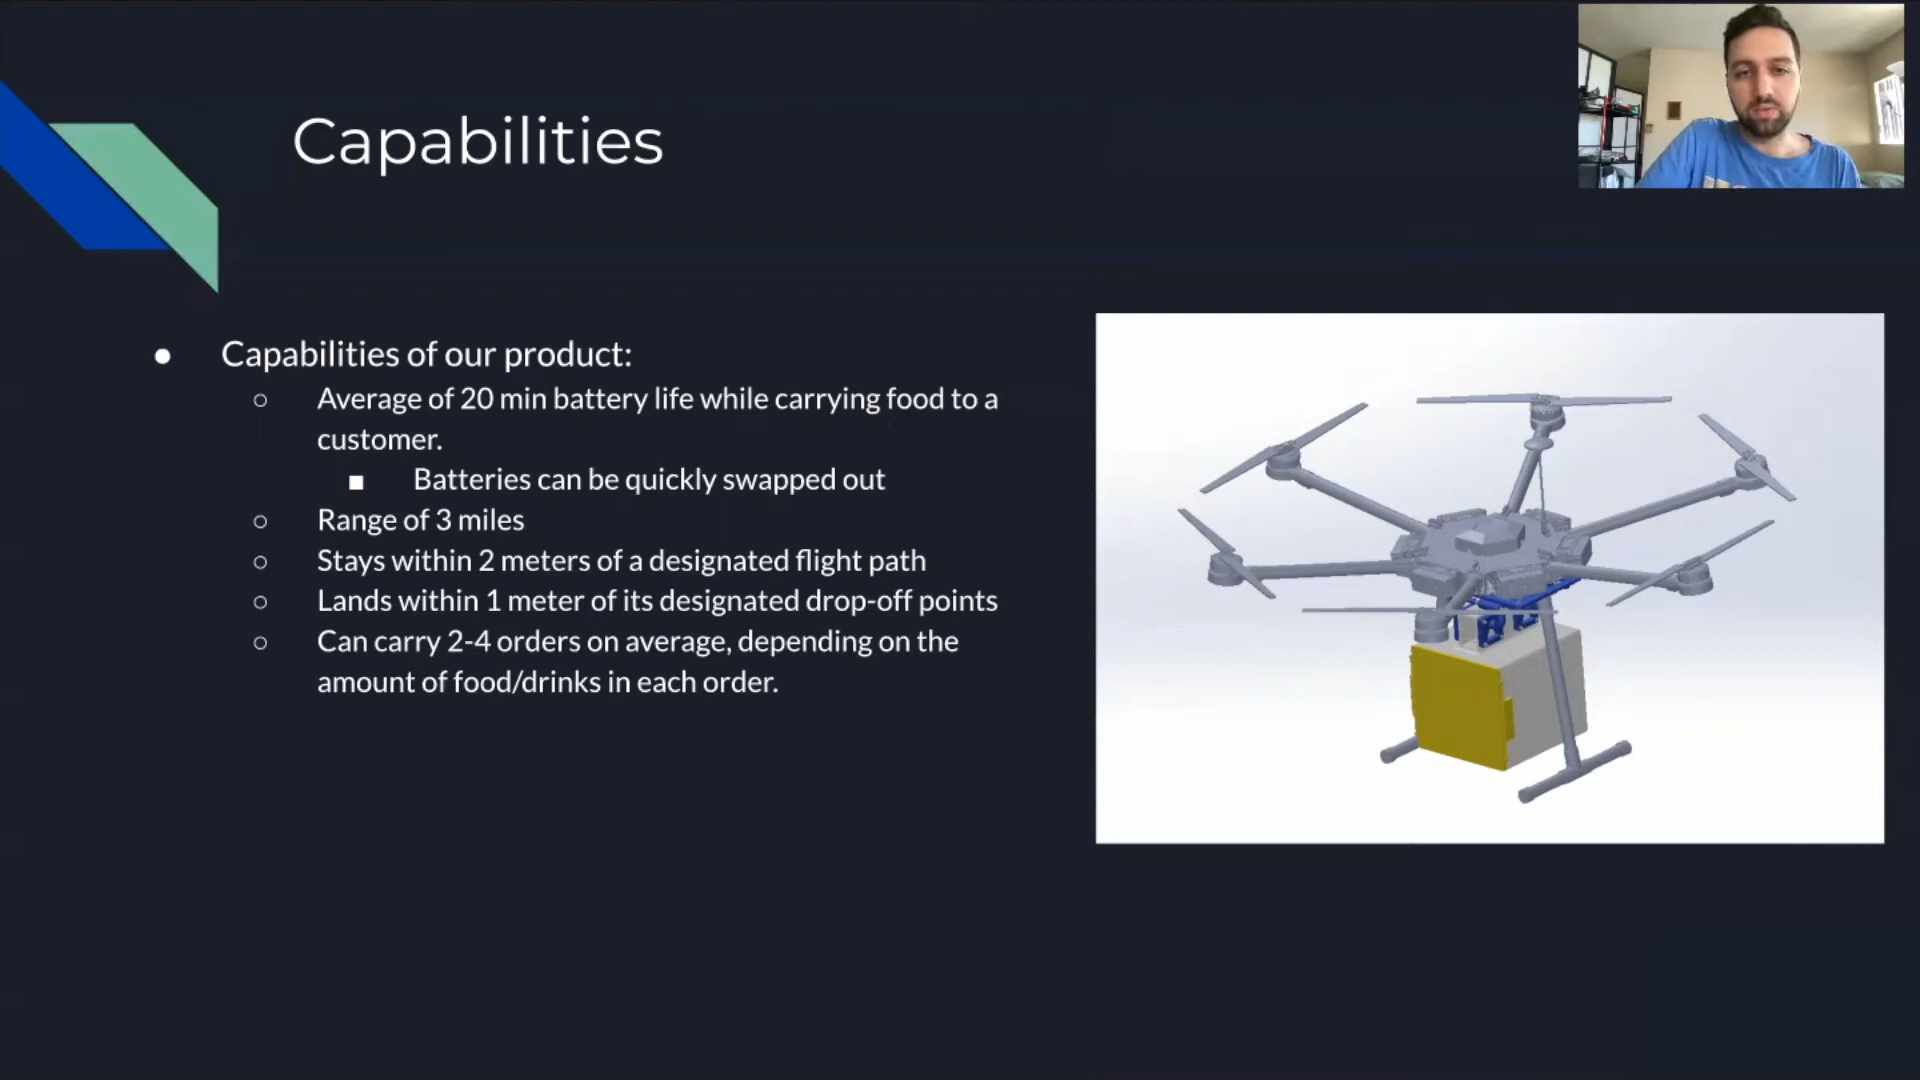 Capabilities
● Capabilities of our product:
○ Average of 20 min battery life while carrying food to a
customer.
■ Batteries can be quickly swapped out
○ Range of 3 miles
○ Stays within 2 meters of a designated flight path
○ Lands within 1 meter of its designated drop-off points
○ Can carry 2-4 orders on average, depending on the
amount of food/drinks in each order.